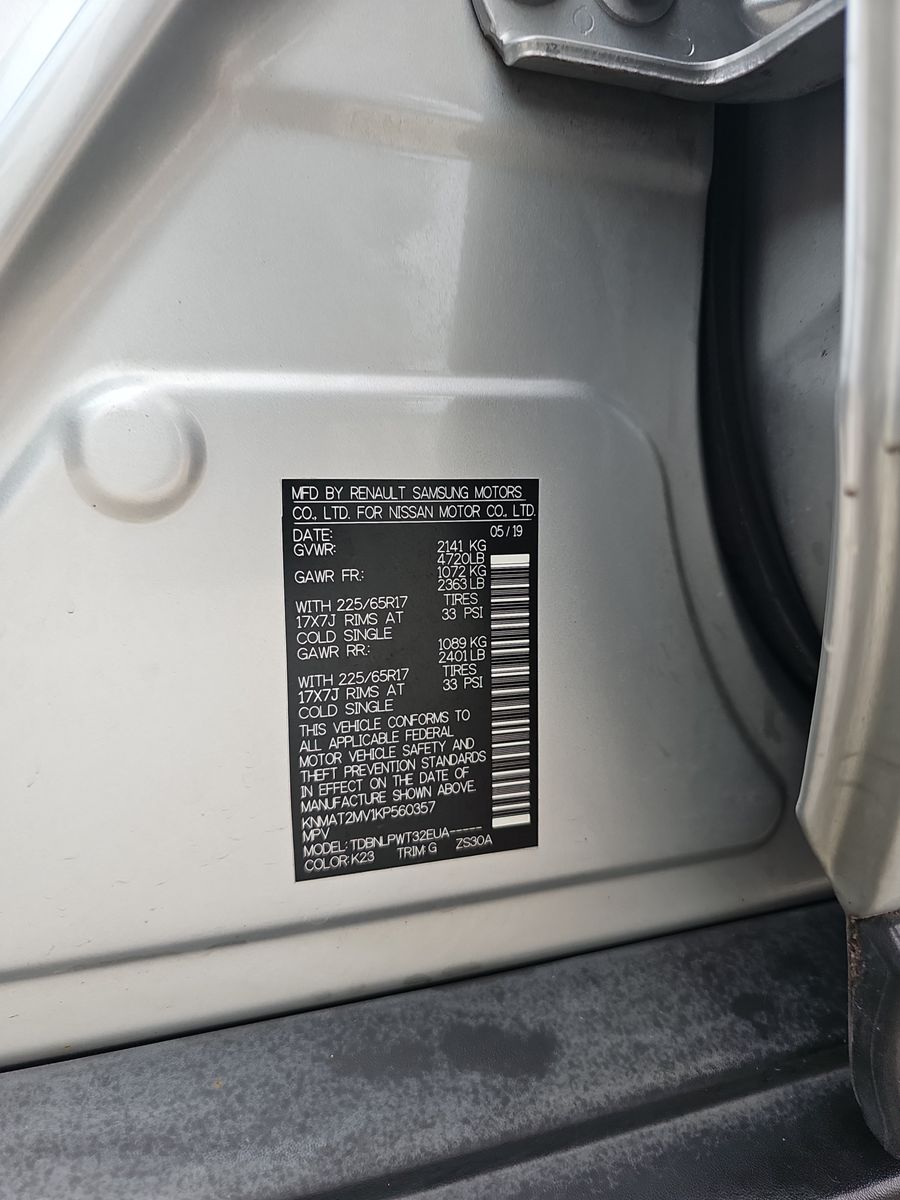 MFD BY RENAULT SAMSUNG MOTORS
CO., LTD. FOR NISSAN MOTOR CO., LTD.
DATE: 05/19
GVWR: 2141 KG
4720LB
GAWR FR.: 1072 KG
2363LB
WITH 225/65R17 TIRES
17X7J RIMS AT 33 PSI
COLD SINGLE
GAWR RR.: 1089 KG
2401LB
WITH 225/65R17 TIRES
17X7J RIMS AT 33 PSI
COLD SINGLE
THIS VEHICLE CONFORMS TO
ALL APPLICABLE FEDERAL
MOTOR VEHICLE SAFETY AND
THEFT PREVENTION STANDARDS
IN EFFECT ON THE DATE OF
MANUFACTURE SHOWN ABOVE.
KNMAT2MV1KP560357
MPV
MODEL: TDBNLPWT32EUA-----
COLOR: K23 TRIM: G ZS30A